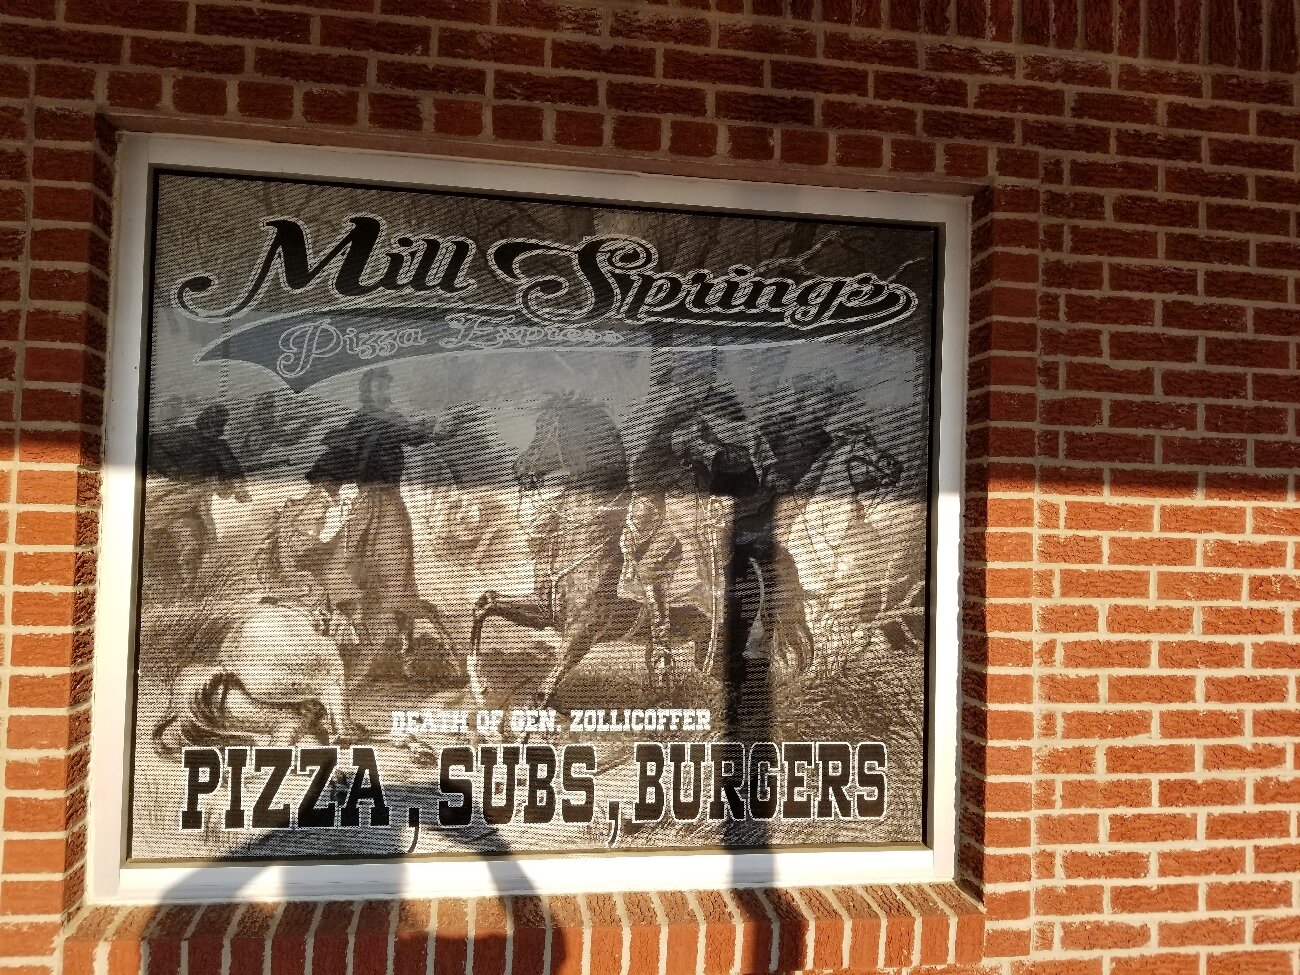 Mill Springs
Pizza Express
DEATH OF GEN. ZOLLICOFFER
PIZZA, SUBS, BURGERS